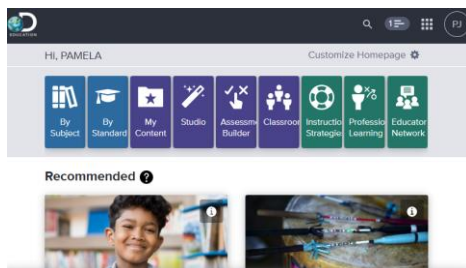 EDUCATION
1
PJ
HI, PAMELA
Customize Homepage
By Subject
By Standard
My Content
Studio
Assessm Builder
Classroor
Instructio Strategie
Professio Learning
Educator Network
Recommended ?
i
i